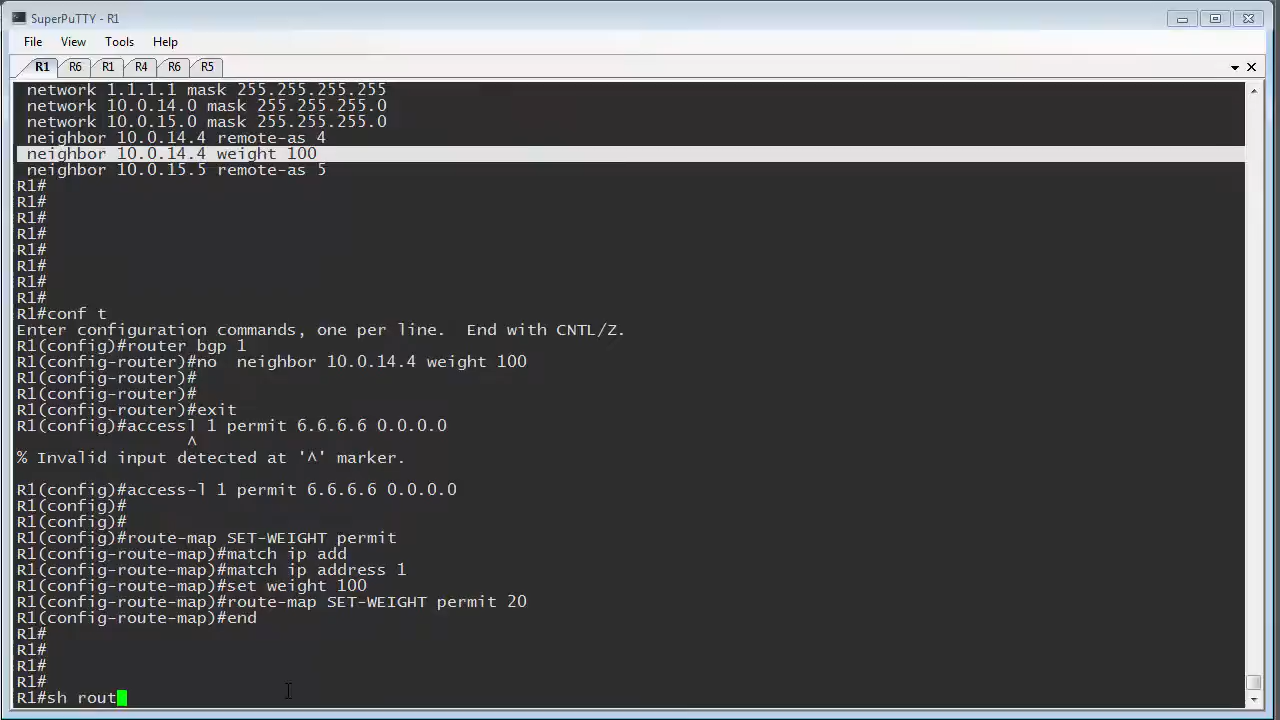 SuperPuTTY - R1
File View Tools Help
R1 R6 R1 R4 R6 R5
network 1.1.1.1 mask 255.255.255.255
network 10.0.14.0 mask 255.255.255.0
network 10.0.15.0 mask 255.255.255.0
neighbor 10.0.14.4 remote-as 4
neighbor 10.0.14.4 weight 100
neighbor 10.0.15.5 remote-as 5
R1#
R1#
R1#
R1#
R1#
R1#
R1#
R1#
R1#conf t
Enter configuration commands, one per line.  End with CNTL/Z.
R1(config)#router bgp 1
R1(config-router)#no  neighbor 10.0.14.4 weight 100
R1(config-router)#
R1(config-router)#
R1(config-router)#exit
R1(config)#accessl 1 permit 6.6.6.6 0.0.0.0
^
% Invalid input detected at '^' marker.
R1(config)#access-l 1 permit 6.6.6.6 0.0.0.0
R1(config)#
R1(config)#
R1(config)#route-map SET-WEIGHT permit
R1(config-route-map)#match ip add
R1(config-route-map)#match ip address 1
R1(config-route-map)#set weight 100
R1(config-route-map)#route-map SET-WEIGHT permit 20
R1(config-route-map)#end
R1#
R1#
R1#
R1#
R1#sh rout